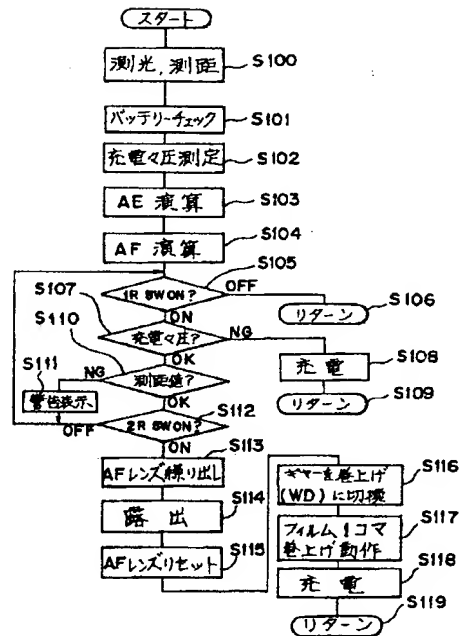 スタート
測光,測距
S100
バッテリーチェック
S101
充電々圧測定
S102
AE 演算
S103
AF 演算
S104
S105
1R SW ON?
OFF
リターン
S106
ON
S107
充電々圧?
NG
充電
S108
リターン
S109
OK
S110
測距値?
NG
S111
警告表示
OK
S112
2R SW ON?
OFF
ON
S113
AFレンズ繰り出し
S114
露出
S115
AFレンズリセット
S116
ギヤーを巻上げ
(WD)に切換
S117
フィルム1コマ
巻上げ動作
S118
充電
S119
リターン